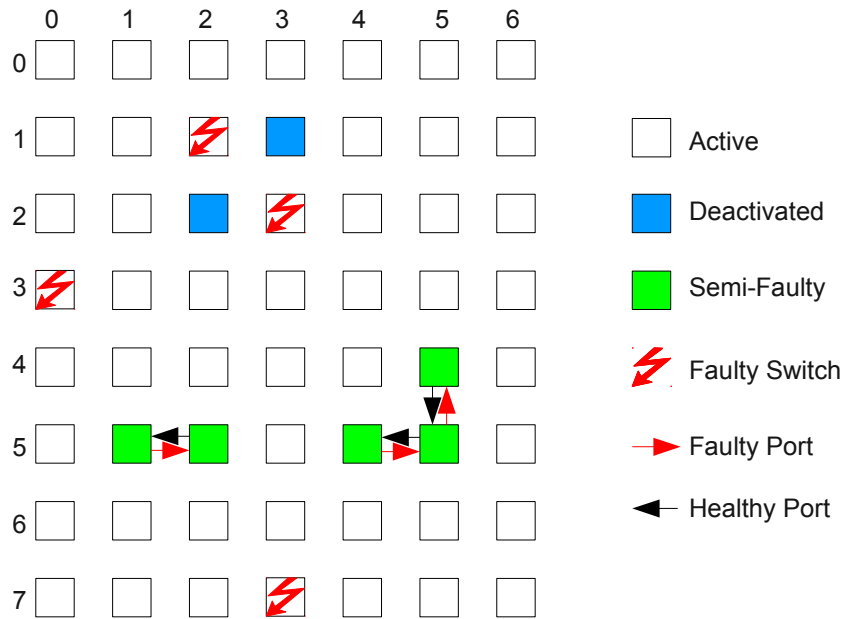 0 1 2 3 4 5 6
0
1
Active
2
Deactivated
3
Semi-Faulty
4
Faulty Switch
5
Faulty Port
6
Healthy Port
7